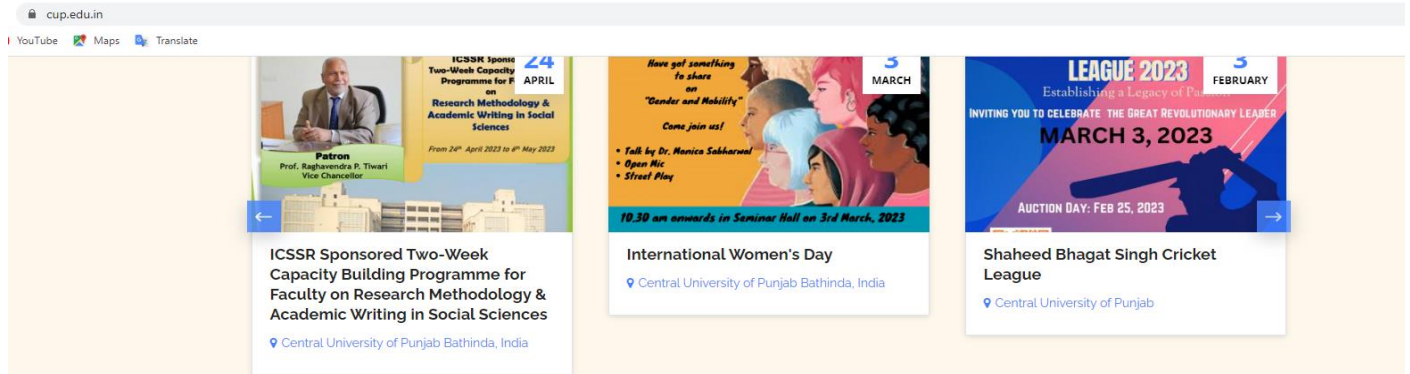 cup.edu.in
YouTube Maps Translate
ICSSR Sponso
Two-Week Capacity
Programme for F
on
Research Methodology &
Academic Writing in Social
Sciences
From 24th April 2023 to 6th May 2023
Patron
Prof. Raghavendra P. Tiwari
Vice Chancellor
24
APRIL
ICSSR Sponsored Two-Week
Capacity Building Programme for
Faculty on Research Methodology &
Academic Writing in Social Sciences
Central University of Punjab Bathinda, India
Have got something
to share
on
"Gender and Mobility"
Come join us!
• Talk by Dr. Monica Sabharwal
• Open Mic
• Street Play
10.30 am onwards in Seminar Hall on 3rd March, 2023
3
MARCH
International Women's Day
Central University of Punjab Bathinda, India
LEAGUE 2023
Establishing a Legacy of Passion
INVITING YOU TO CELEBRATE THE GREAT REVOLUTIONARY LEADER
MARCH 3, 2023
AUCTION DAY: FEB 25, 2023
3
FEBRUARY
Shaheed Bhagat Singh Cricket
League
Central University of Punjab